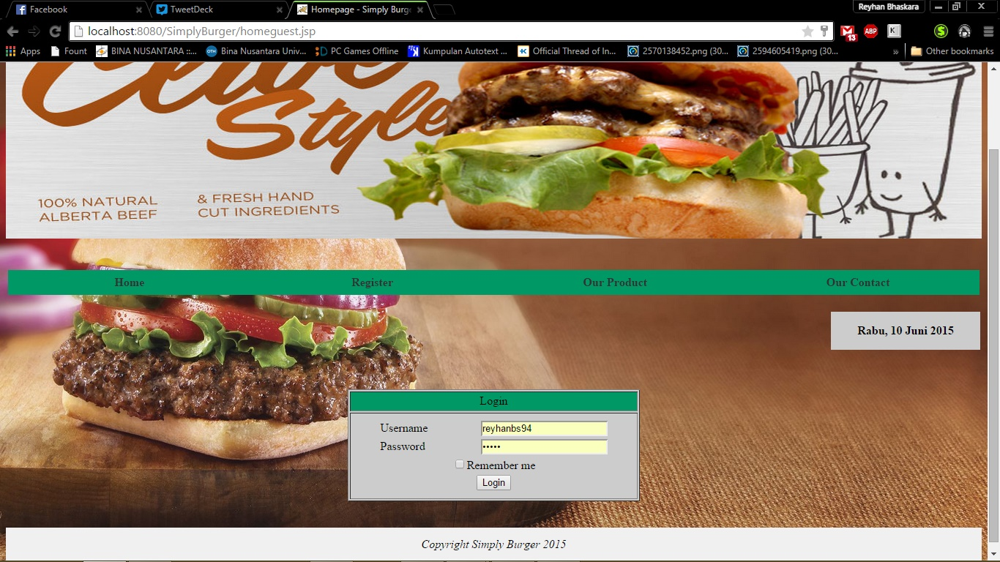 Facebook
TweetDeck
Homepage - Simply Burge
Reyhan Bhaskara
localhost:8080/SimplyBurger/homeguest.jsp
13
ABP
K
$
Apps
Fount
BINA NUSANTARA ::...
Bina Nusantara Univ...
PC Games Offline
Kumpulan Autotext ...
Official Thread of In...
2570138452.png (30...
2594605419.png (30...
»
Other bookmarks
Style
100% NATURAL
ALBERTA BEEF
& FRESH HAND
CUT INGREDIENTS
Home
Register
Our Product
Our Contact
Rabu, 10 Juni 2015
Login
Username
reyhanbs94
Password
•••••
Remember me
Login
Copyright Simply Burger 2015